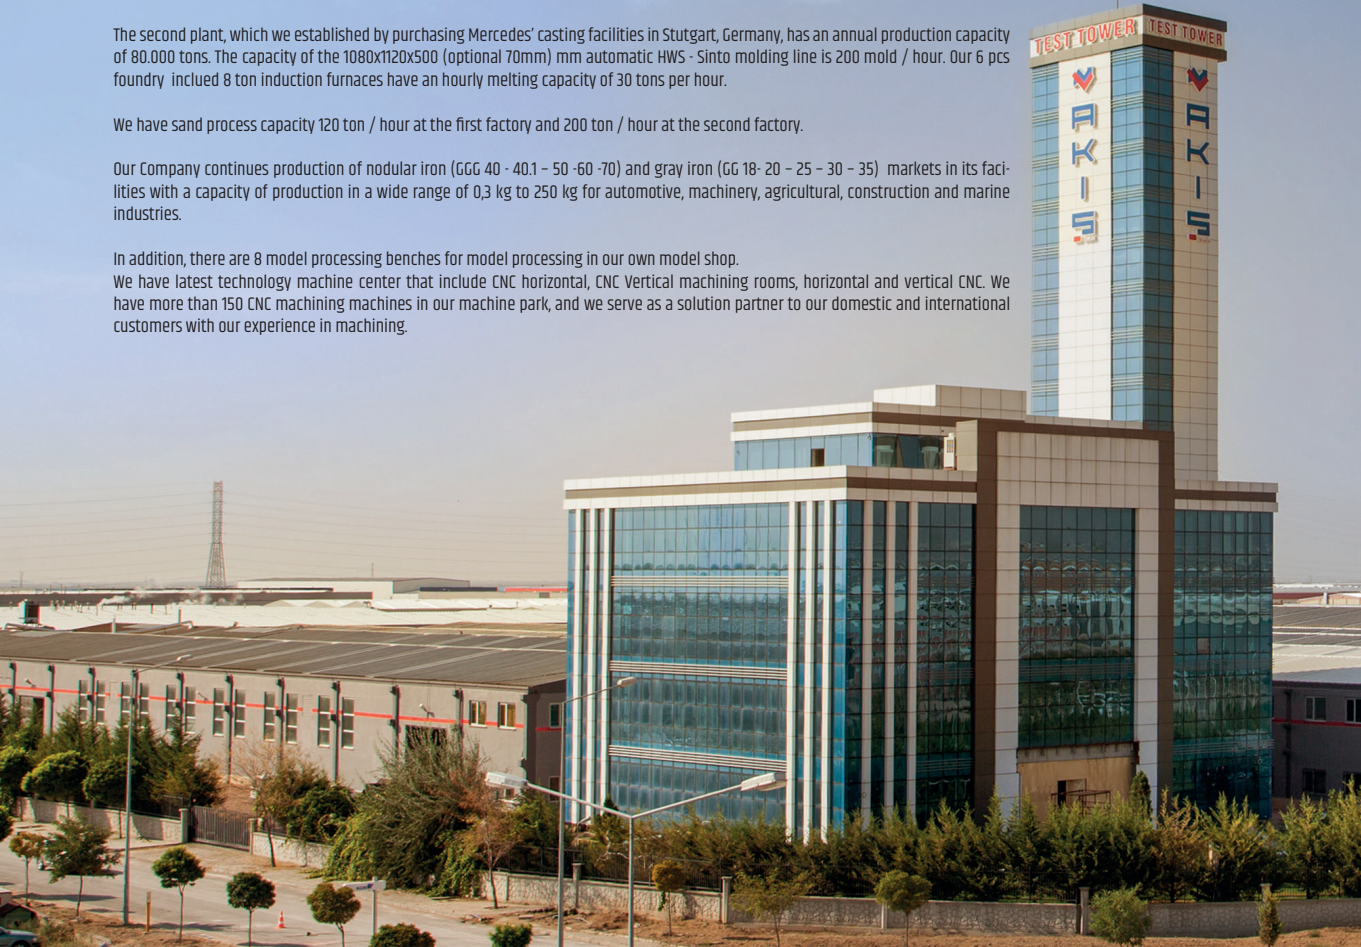 The second plant, which we established by purchasing Mercedes' casting facilities in Stutgart, Germany, has an annual production capacity
of 80.000 tons. The capacity of the 1080x1120x500 (optional 70mm) mm automatic HWS - Sinto molding line is 200 mold / hour. Our 6 pcs
foundry inclued 8 ton induction furnaces have an hourly melting capacity of 30 tons per hour.
We have sand process capacity 120 ton / hour at the first factory and 200 ton / hour at the second factory.
Our Company continues production of nodular iron (GGG 40 - 40.1 – 50 -60 -70) and gray iron (GG 18- 20 – 25 – 30 – 35) markets in its faci-
lities with a capacity of production in a wide range of 0,3 kg to 250 kg for automotive, machinery, agricultural, construction and marine
industries.
In addition, there are 8 model processing benches for model processing in our own model shop.
We have latest technology machine center that include CNC horizontal, CNC Vertical machining rooms, horizontal and vertical CNC. We
have more than 150 CNC machining machines in our machine park, and we serve as a solution partner to our domestic and international
customers with our experience in machining.
TEST TOWER
TEST TOWER
AKIŞ
AKIŞ